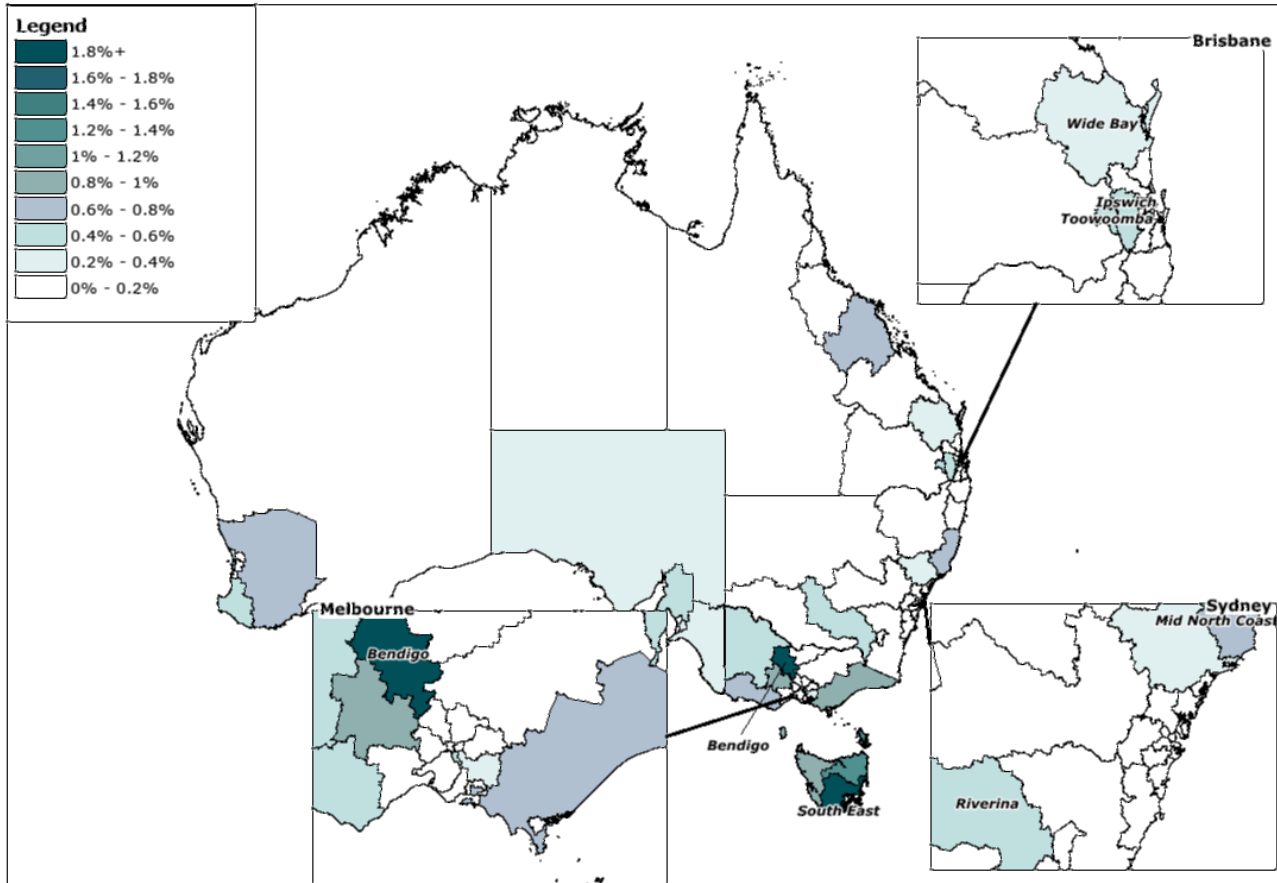 Legend
1.8%+
1.6% - 1.8%
1.4% - 1.6%
1.2% - 1.4%
1% - 1.2%
0.8% - 1%
0.6% - 0.8%
0.4% - 0.6%
0.2% - 0.4%
0% - 0.2%
Brisbane
Wide Bay
Ipswich
Toowoomba
Melbourne
Bendigo
Sydney
Mid North Coast
Riverina
Bendigo
South East